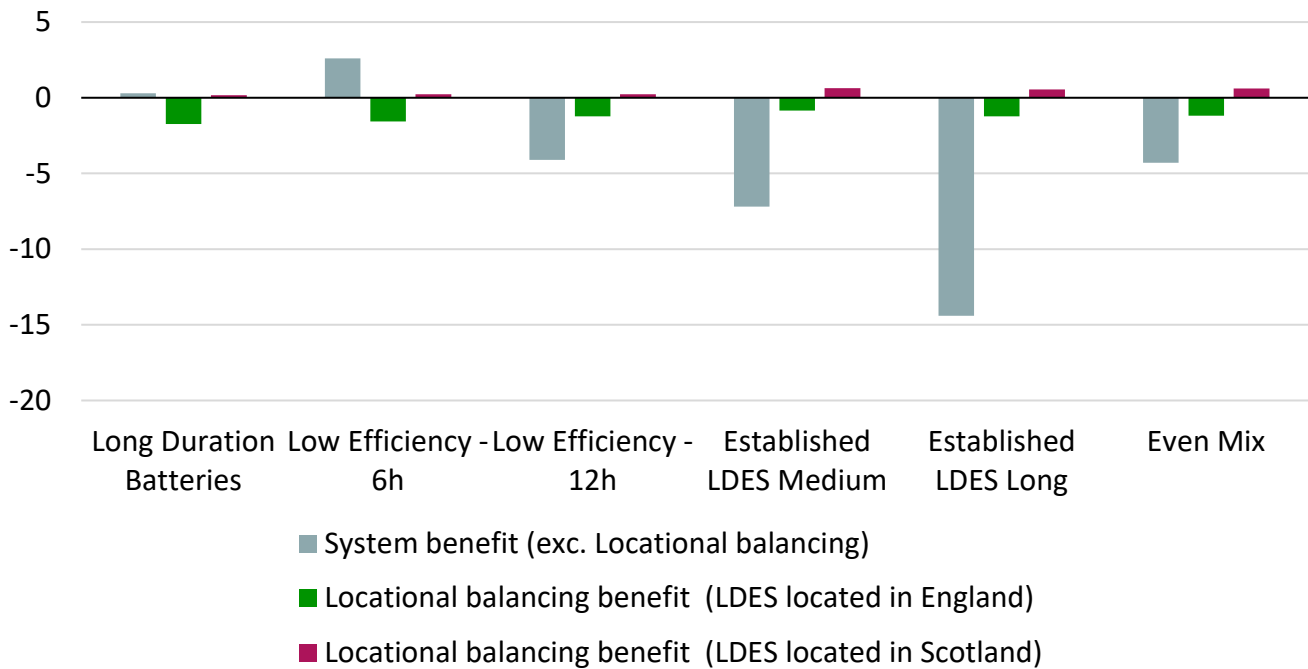 5
0
-5
-10
-15
-20
Long Duration Batteries
Low Efficiency - 6h
Low Efficiency - 12h
Established LDES Medium
Established LDES Long
Even Mix
System benefit (exc. Locational balancing)
Locational balancing benefit  (LDES located in England)
Locational balancing benefit  (LDES located in Scotland)